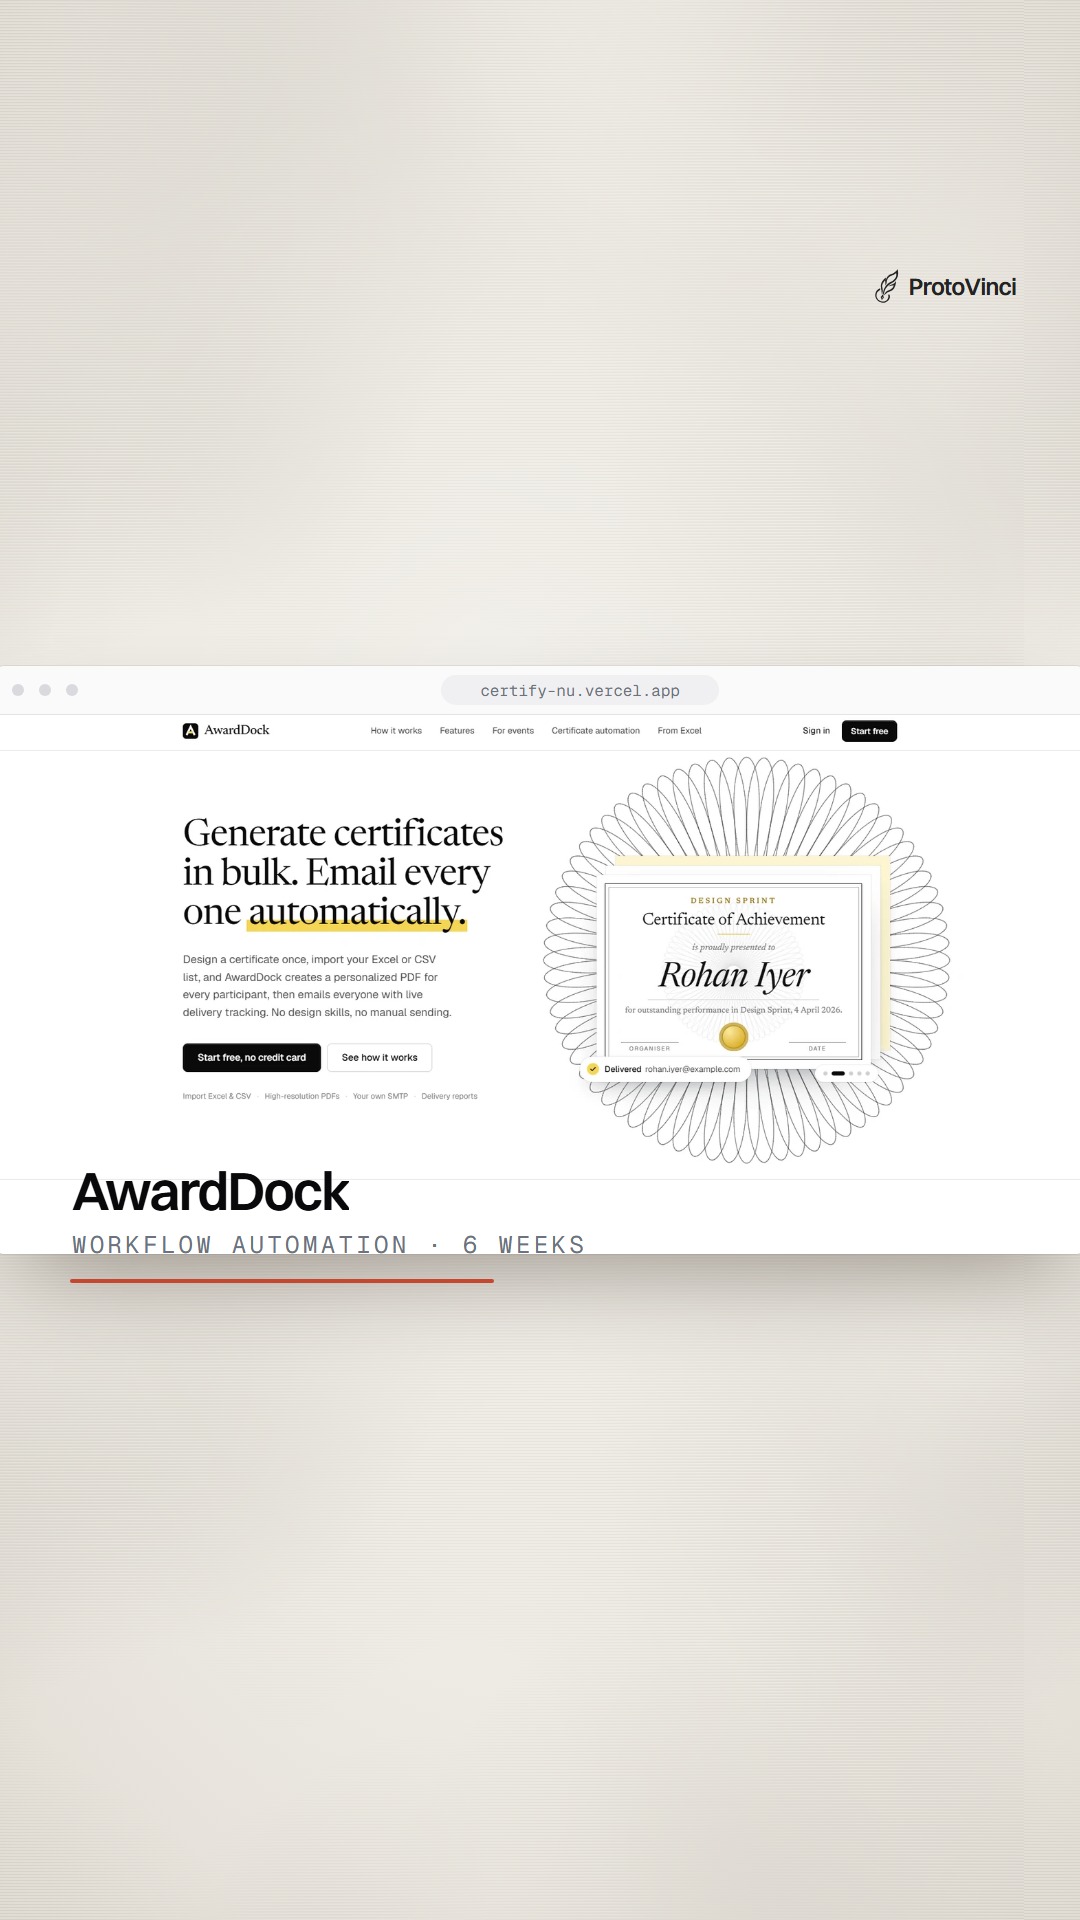 ProtoVinci
certify-nu.vercel.app
A AwardDock
How it works
Features
For events
Certificate automation
From Excel
Sign in
Start free
Generate certificates
in bulk. Email every
one automatically.
Design a certificate once, import your Excel or CSV
list, and AwardDock creates a personalized PDF for
every participant, then emails everyone with live
delivery tracking. No design skills, no manual sending.
Start free, no credit card
See how it works
Import Excel & CSV · High-resolution PDFs · Your own SMTP · Delivery reports
DESIGN SPRINT
Certificate of Achievement
is proudly presented to
Rohan Iyer
for outstanding performance in Design Sprint, 4 April 2026.
ORGANISER
DATE
Delivered rohan.iyer@example.com
AwardDock
WORKFLOW AUTOMATION · 6 WEEKS